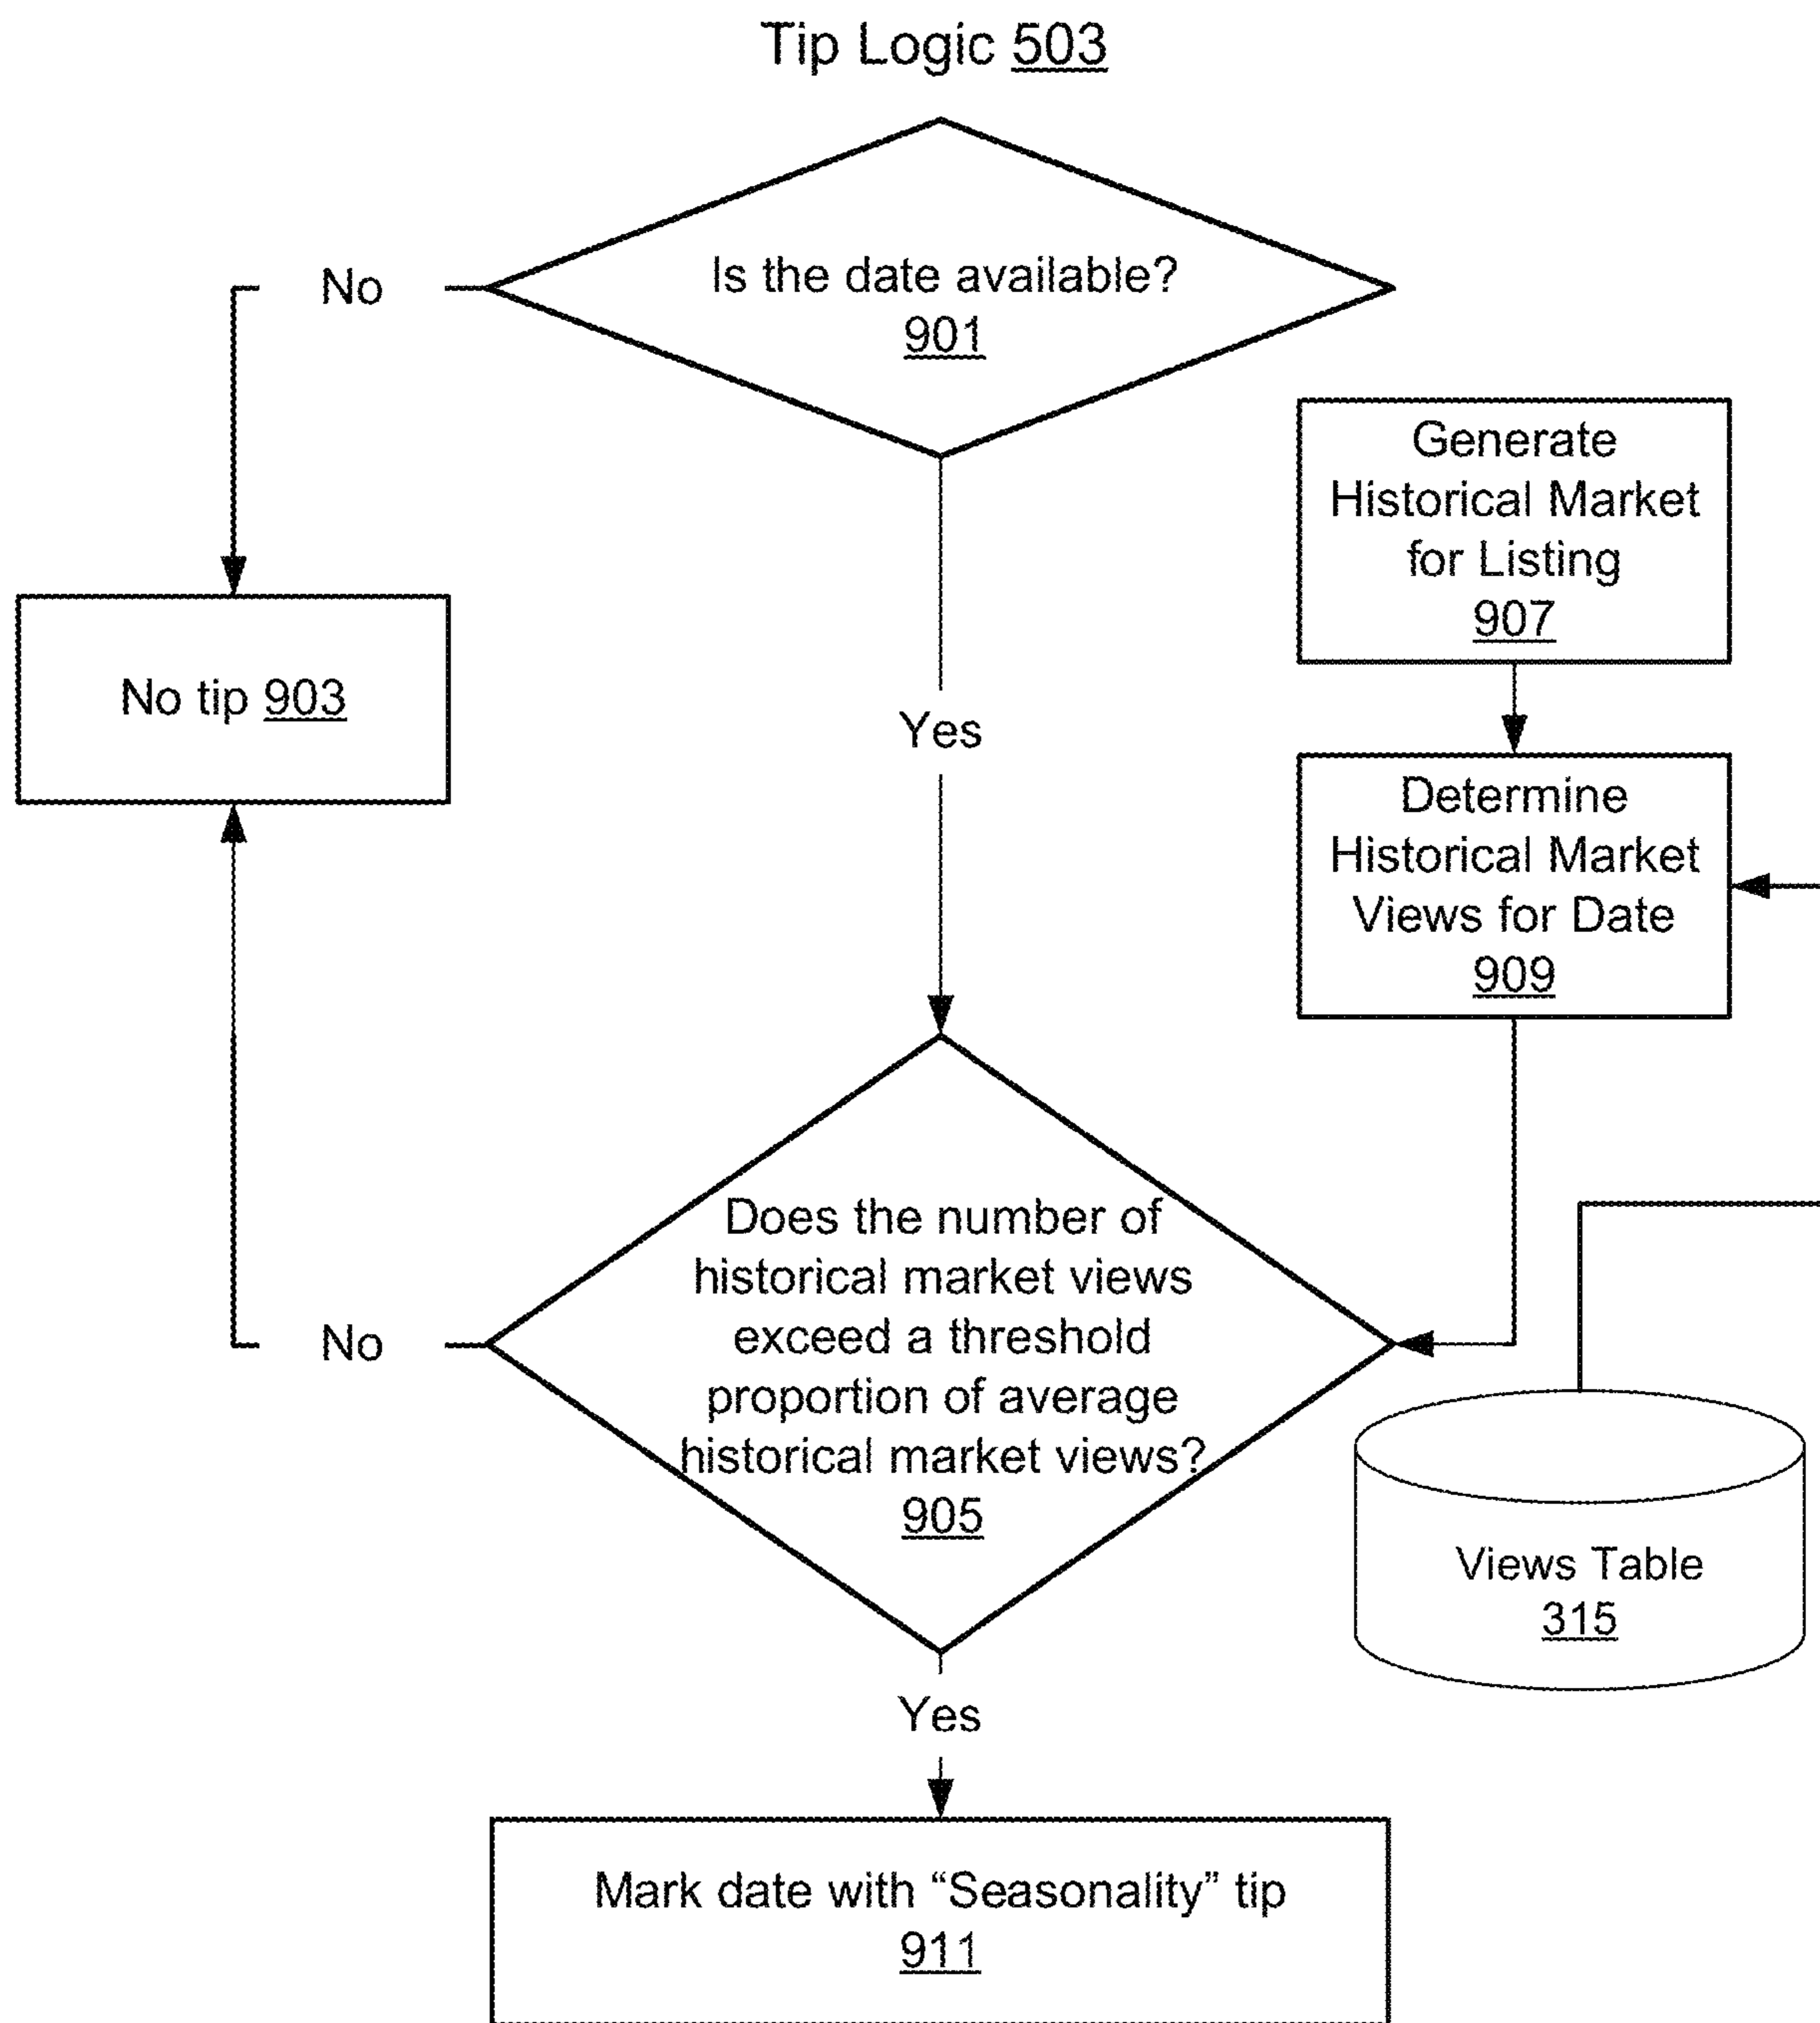 Tip Logic 503
Is the date available?
901
No
Generate
Historical Market
for Listing
907
No tip 903
Yes
Determine
Historical Market
Views for Date
909
Does the number of
historical market views
exceed a threshold
proportion of average
historical market views?
905
No
Views Table
315
Yes
Mark date with “Seasonality” tip
911